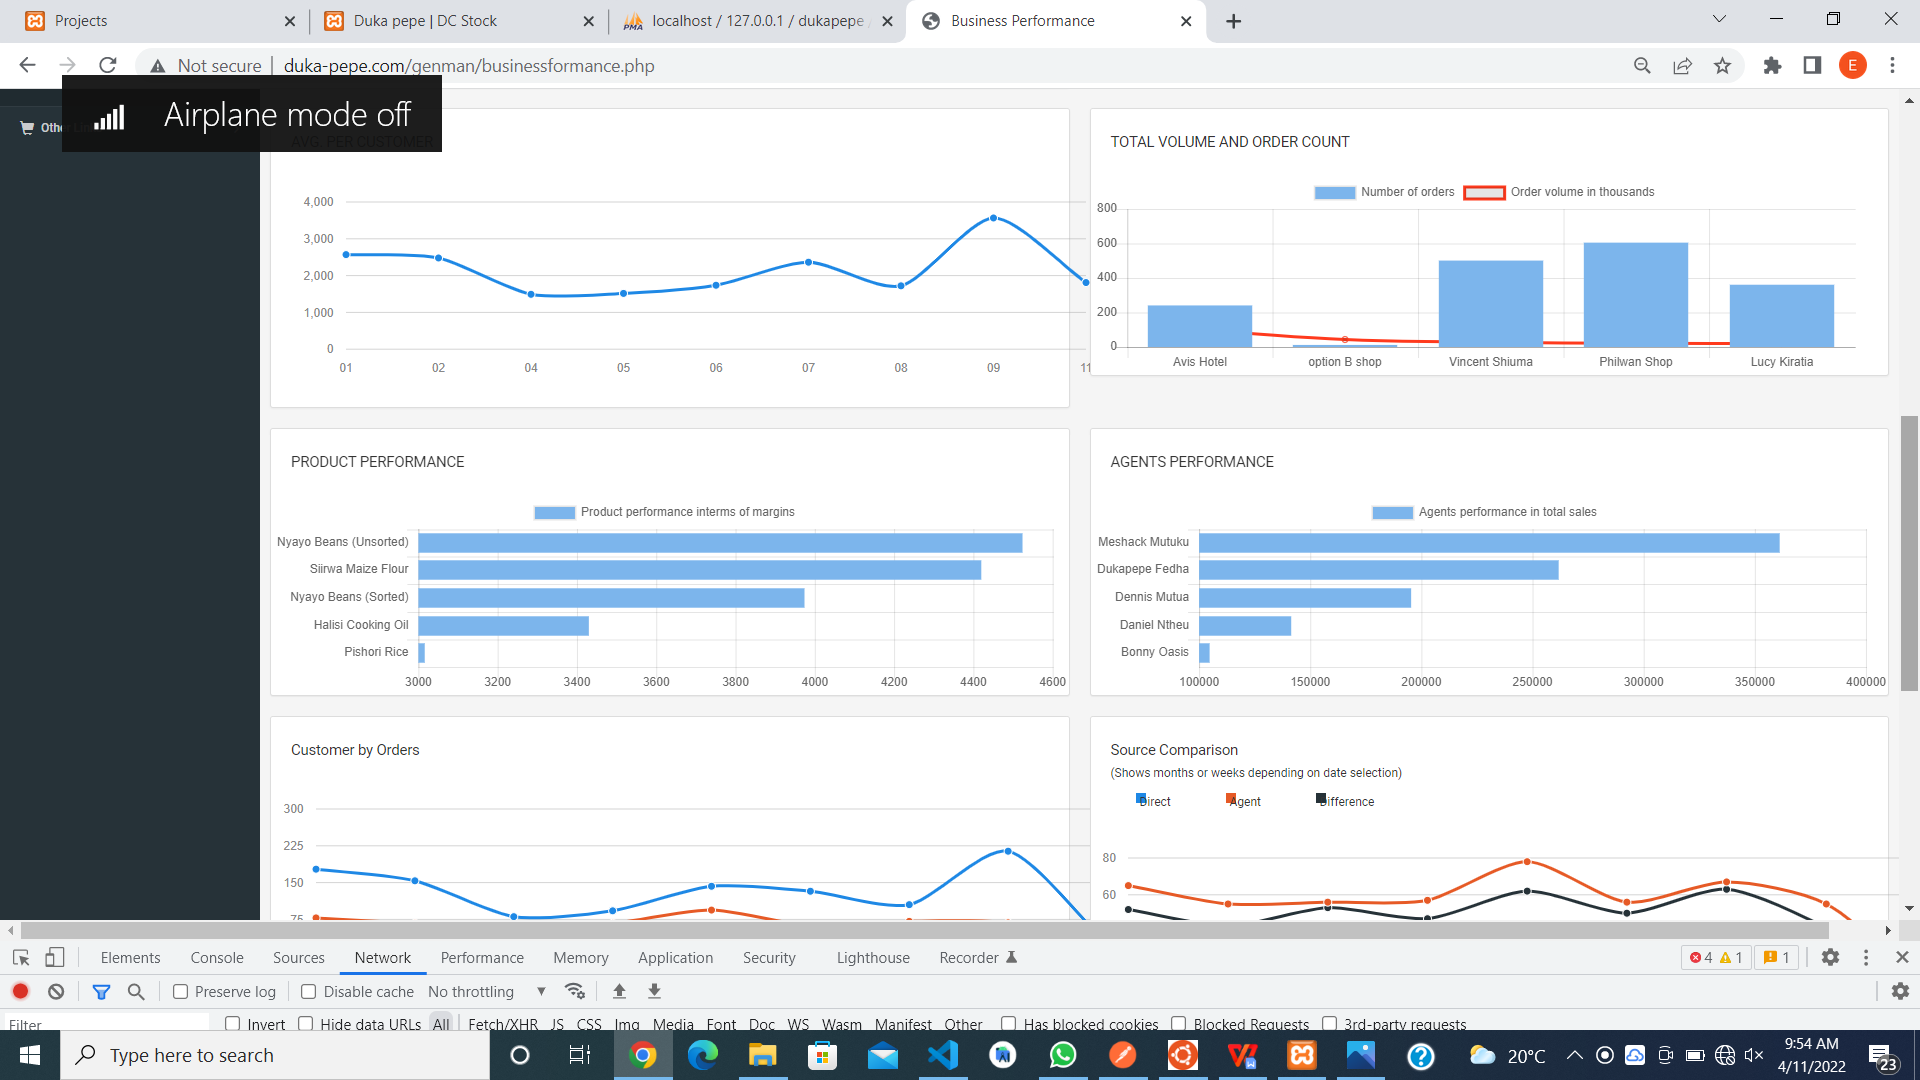 Projects
Duka pepe | DC Stock
localhost / 127.0.0.1 / dukapepe
Business Performance
Not secure
duka-pepe.com/genman/businessformance.php
E
Airplane mode off
TOTAL VOLUME AND ORDER COUNT
4,000
3,000
2,000
1,000
0
01 02 04 05 06 07 08 09 11
Number of orders Order volume in thousands
800
600
400
200
0
Avis Hotel option B shop Vincent Shiuma Philwan Shop Lucy Kiratia
PRODUCT PERFORMANCE
Product performance interms of margins
Nyayo Beans (Unsorted)
Siirwa Maize Flour
Nyayo Beans (Sorted)
Halisi Cooking Oil
Pishori Rice
3000 3200 3400 3600 3800 4000 4200 4400 4600
AGENTS PERFORMANCE
Agents performance in total sales
Meshack Mutuku
Dukapepe Fedha
Dennis Mutua
Daniel Ntheu
Bonny Oasis
100000 150000 200000 250000 300000 350000 400000
Customer by Orders
300
225
150
75
Source Comparison
(Shows months or weeks depending on date selection)
Direct Agent Difference
80
60
Elements Console Sources Network Performance Memory Application Security Lighthouse Recorder 4 1 1
Preserve log Disable cache No throttling
Filter Invert Hide data URLs All Fetch/XHR JS CSS Img Media Font Doc WS Wasm Manifest Other Has blocked cookies Blocked Requests 3rd-party requests
Type here to search
20°C
9:54 AM
4/11/2022
23